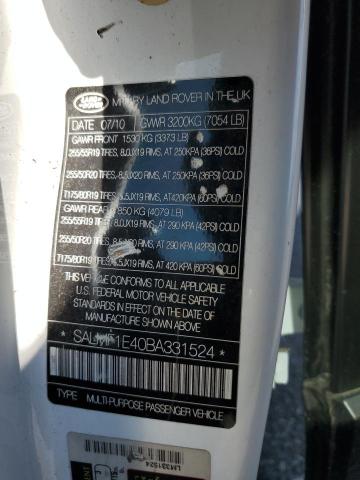 LAND
ROVER
MFD BY LAND ROVER IN THE UK
DATE 07/10 GVWR 3200KG (7054 LB)
GAWR FRONT 1530 KG (3373 LB)
255/55R19 TIRES, 8.0JX19 RIMS, AT 250KPA (36PSI) COLD
255/50R20 TIRES, 8.5JX20 RIMS, AT 250KPA (36PSI) COLD
T175/80R19 TIRES, 5.5JX19 RIMS, AT 420KPA (60PSI) COLD
GAWR REAR 1850 KG (4079 LB)
255/55R19 TIRES, 8.0JX19 RIMS, AT 290 KPA (42PSI) COLD
255/50R20 TIRES, 8.5JX20 RIMS, AT 290 KPA (42PSI) COLD
T175/80R19 TIRES, 5.5JX19 RIMS, AT 420 KPA (60PSI) COLD
THIS VEHICLE CONFORMS TO ALL APPLICABLE
U.S. FEDERAL MOTOR VEHICLE SAFETY
STANDARDS IN EFFECT ON THE DATE OF
MANUFACTURE SHOWN ABOVE
E40BA331524
TYPE MULTI-PURPOSE PASSENGER VEHICLE
LM331524